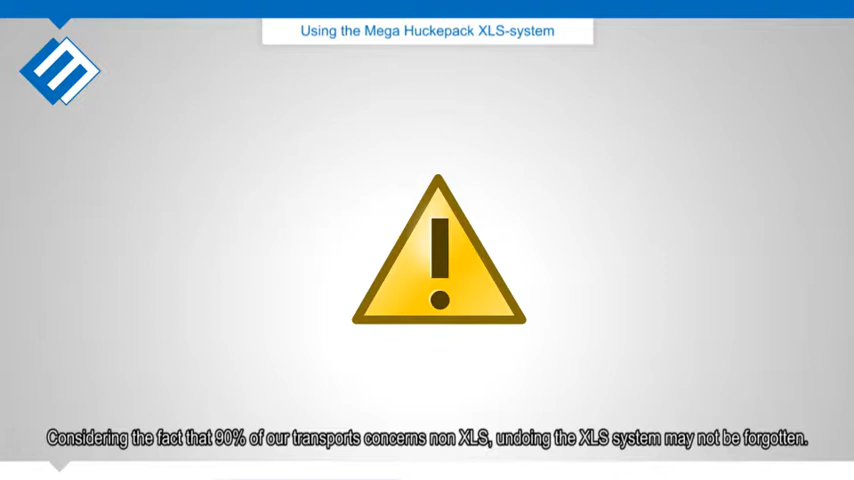 Using the Mega Huckepack XLS-system
Considering the fact that 90% of our transports concerns non XLS, undoing the XLS system may not be forgotten.